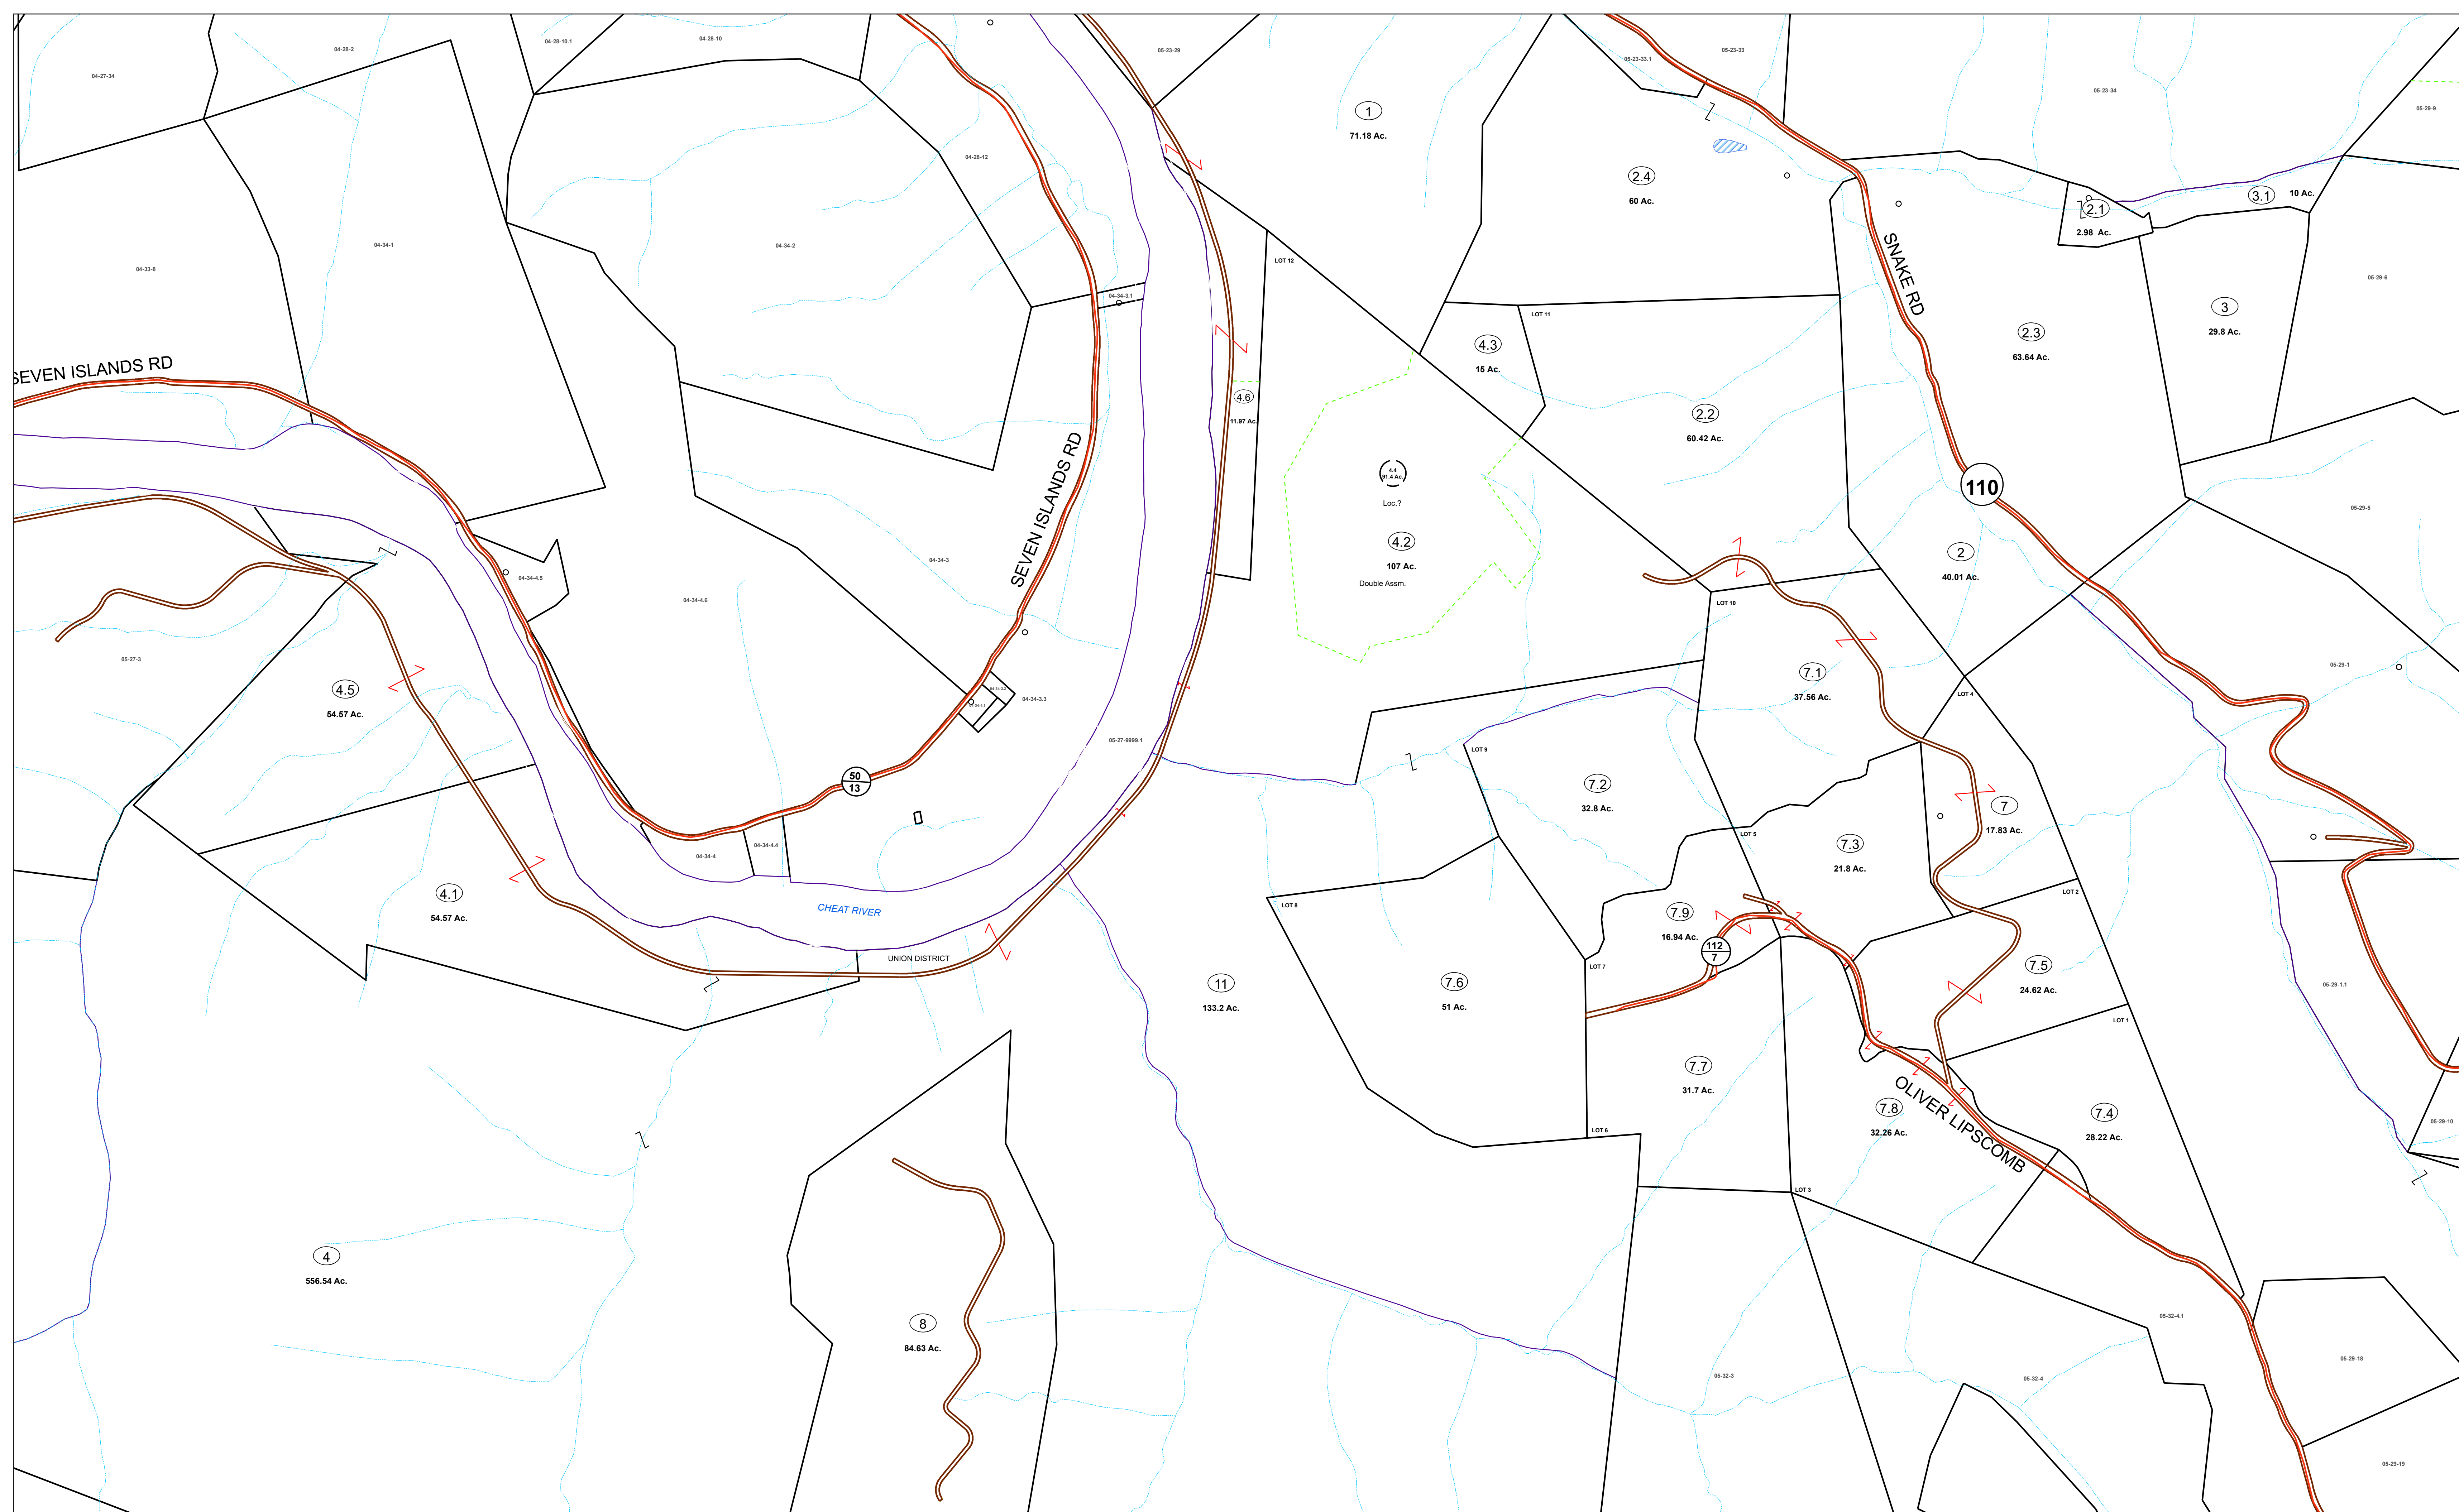 04-28-2
04-28-10.1
04-28-10
04-27-34
05-23-29
05-23-33
05-23-33.1
05-23-34
05-29-9
1
71.18 Ac.
04-28-12
2.4
60 Ac.
3.1
10 Ac.
2.1
2.98 Ac.
04-34-1
04-34-2
04-33-8
LOT 12
SNAKE RD
05-29-6
04-34-3.1
LOT 11
3
29.8 Ac.
2.3
63.64 Ac.
4.3
15 Ac.
SEVEN ISLANDS RD
4.6
11.97 Ac.
2.2
60.42 Ac.
4.4
91.4 Ac.
Loc.?
110
SEVEN ISLANDS RD
05-29-5
4.2
107 Ac.
Double Assm.
2
40.01 Ac.
04-34-3
04-34-4.5
04-34-4.6
LOT 10
05-27-3
05-29-1
7.1
37.56 Ac.
4.5
54.57 Ac.
LOT 4
04-34-3.3
05-27-9999.1
LOT 9
50
13
7.2
32.8 Ac.
7
17.83 Ac.
LOT 5
7.3
21.8 Ac.
04-34-4.4
04-34-4
4.1
54.57 Ac.
LOT 2
CHEAT RIVER
LOT 8
7.9
16.94 Ac.
112
7
UNION DISTRICT
LOT 7
7.5
24.62 Ac.
11
133.2 Ac.
7.6
51 Ac.
05-29-1.1
LOT 1
7.7
31.7 Ac.
OLIVER LIPSCOMB
7.8
32.26 Ac.
7.4
28.22 Ac.
05-29-10
LOT 6
LOT 3
4
556.54 Ac.
05-32-4.1
8
84.63 Ac.
05-29-18
05-32-3
05-32-4
05-29-19